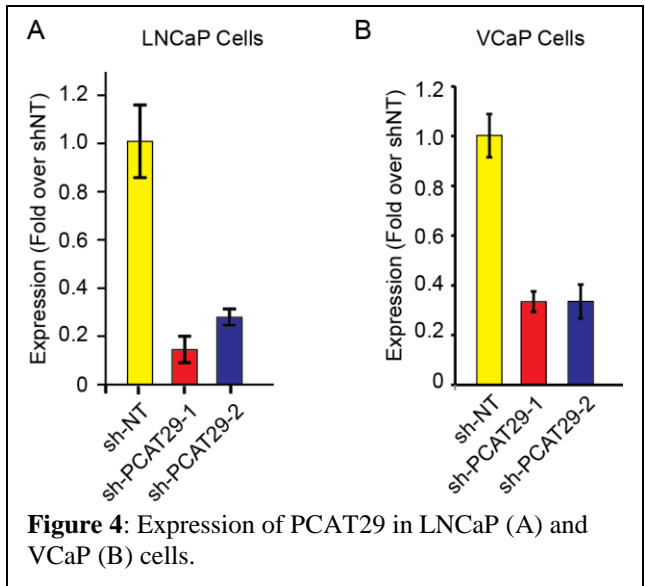 A
LNCaP Cells
Expression (Fold over shNT)
1.2
1.0
0.8
0.6
0.4
0.2
0
sh-NT
sh-PCAT29-1
sh-PCAT29-2
B
VCaP Cells
Expression (Fold over shNT)
1.2
1.0
0.8
0.6
0.4
0.2
0
sh-NT
sh-PCAT29-1
sh-PCAT29-2
Figure 4: Expression of PCAT29 in LNCaP (A) and
VCaP (B) cells.